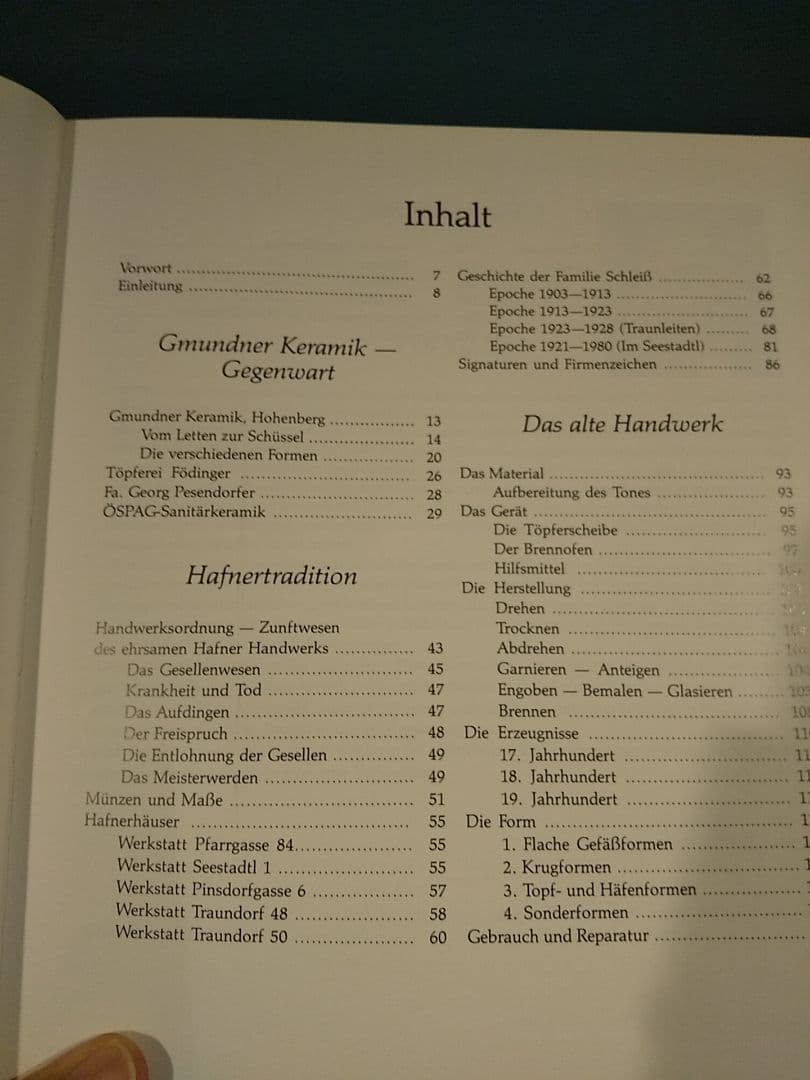 Inhalt
Vorwort ........ 7
Einleitung ........ 8
Gmundner Keramik —
Gegenwart
Gmundner Keramik, Hohenberg ........ 13
Vom Letten zur Schüssel ........ 14
Die verschiedenen Formen ........ 20
Töpferei Födinger ........ 26
Fa. Georg Pesendorfer ........ 28
ÖSPAG-Sanitärkeramik ........ 29
Hafnertradition
Handwerksordnung — Zunftwesen
des ehrsamen Hafner Handwerks ........ 43
Das Gesellenwesen ........ 45
Krankheit und Tod ........ 47
Das Aufdingen ........ 47
Der Freispruch ........ 48
Die Entlohnung der Gesellen ........ 49
Das Meisterwerden ........ 49
Münzen und Maße ........ 51
Hafnerhäuser ........ 55
Werkstatt Pfarrgasse 84 ........ 55
Werkstatt Seestadtl 1 ........ 55
Werkstatt Pinsdorfgasse 6 ........ 57
Werkstatt Traundorf 48 ........ 58
Werkstatt Traundorf 50 ........ 60
Geschichte der Familie Schleiß ........ 62
Epoche 1903—1913 ........ 66
Epoche 1913—1923 ........ 67
Epoche 1923—1928 (Traunleiten) ........ 68
Epoche 1921—1980 (Im Seestadtl) ........ 81
Signaturen und Firmenzeichen ........ 86
Das alte Handwerk
Das Material ........ 93
Aufbereitung des Tones ........ 93
Das Gerät ........ 95
Die Töpferscheibe ........ 95
Der Brennofen ........ 97
Hilfsmittel ........
Die Herstellung ........
Drehen ........
Trocknen ........
Abdrehen ........
Garnieren — Anteigen ........
Engoben — Bemalen — Glasieren ........
Brennen ........
Die Erzeugnisse ........
17. Jahrhundert ........
18. Jahrhundert ........
19. Jahrhundert ........
Die Form ........
1. Flache Gefäßformen ........
2. Krugformen ........
3. Topf- und Häfenformen ........
4. Sonderformen ........
Gebrauch und Reparatur ........